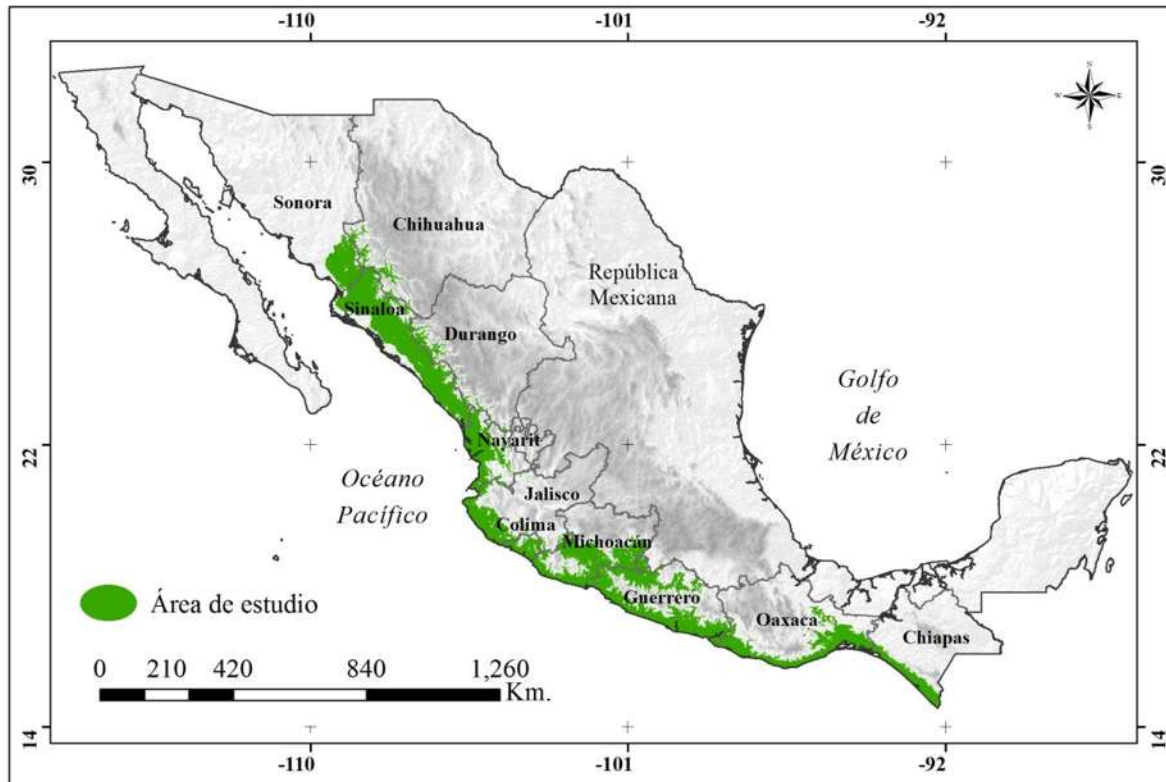 -110 -101 -92
N
W E
S
30 30
Sonora
Chihuahua
República
Mexicana
Sinaloa
Durango
Golfo
de
México
Nayarit
22 22
Océano
Pacífico
Jalisco
Colima
Michoacán
Guerrero
Área de estudio
Oaxaca
Chiapas
0 210 420 840 1,260
Km.
14 14
-110 -101 -92